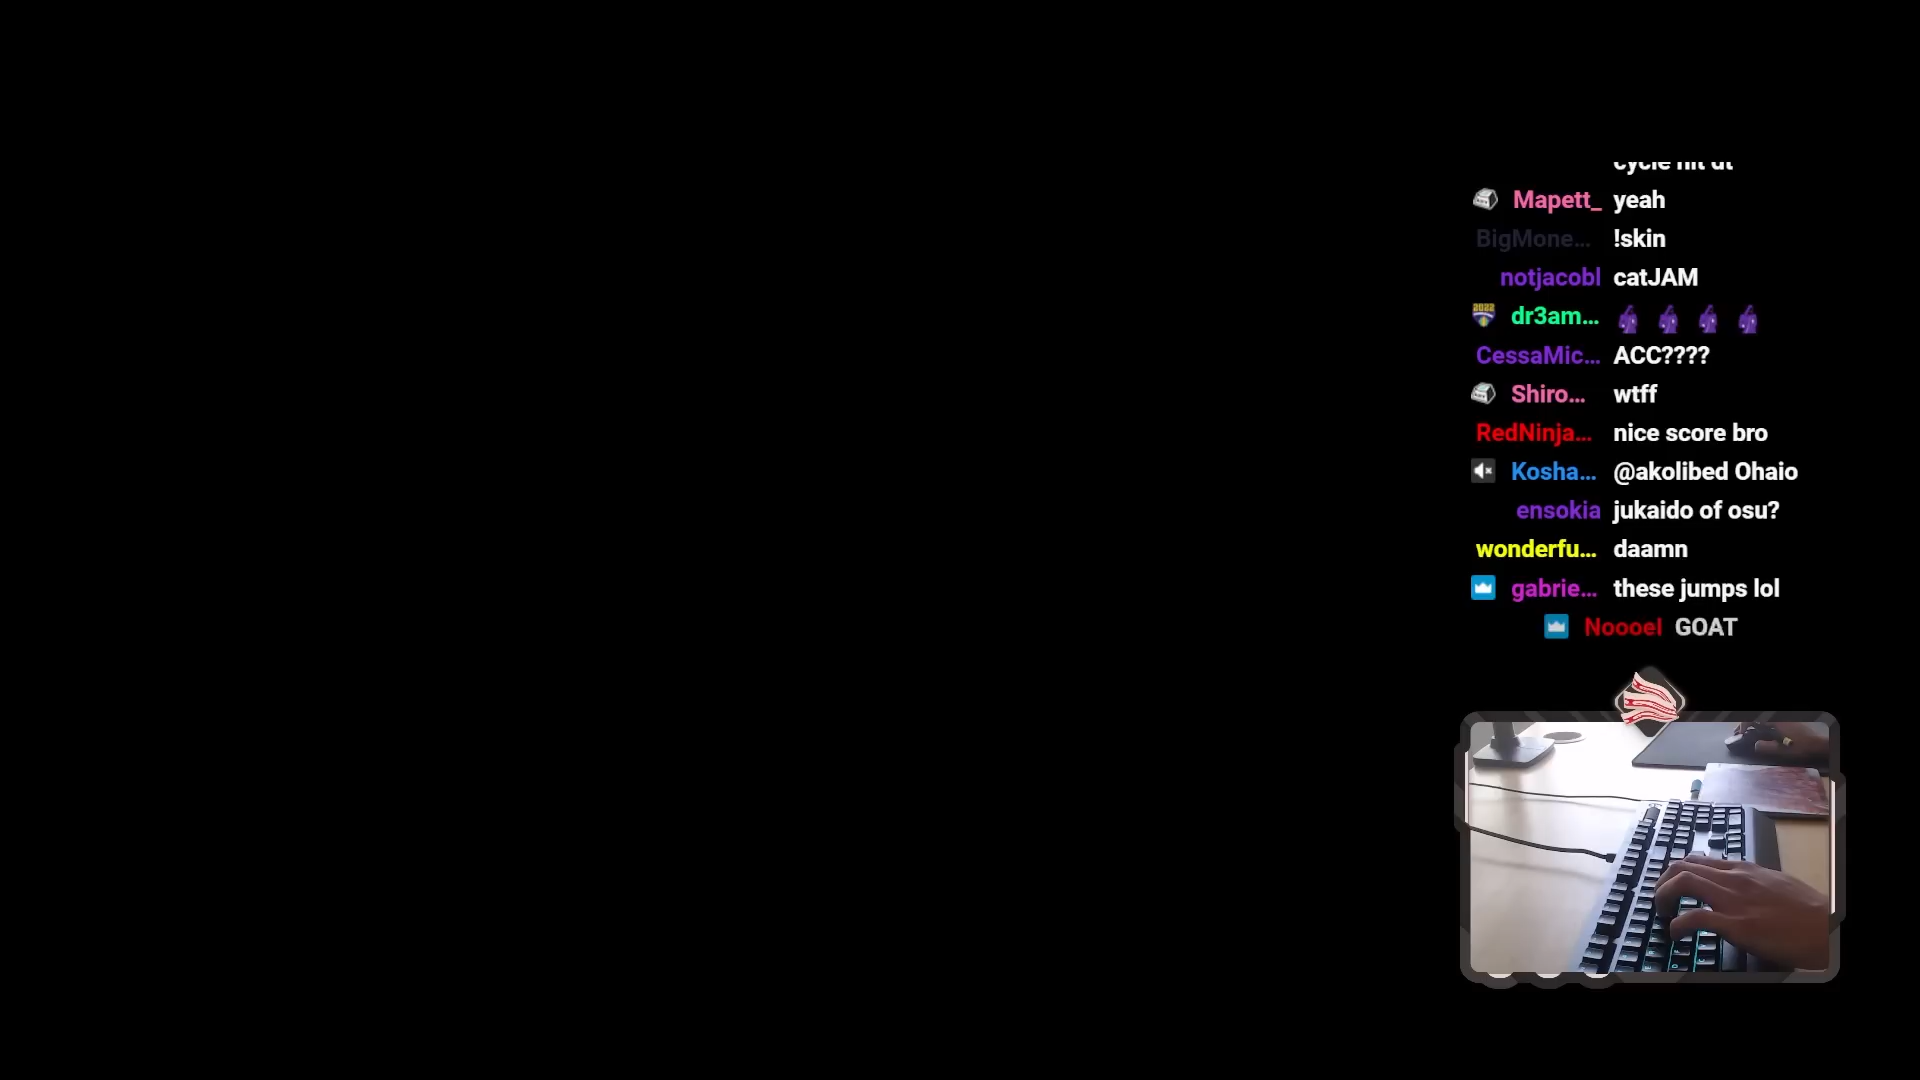 Mapett_ yeah
BigMone... !skin
notjacobl catJAM
dr3am...
CessaMic... ACC????
Shiro... wtff
RedNinja... nice score bro
Kosha... @akolibed Ohaio
ensokia jukaido of osu?
wonderfu... daamn
gabrie... these jumps lol
Noooel GOAT